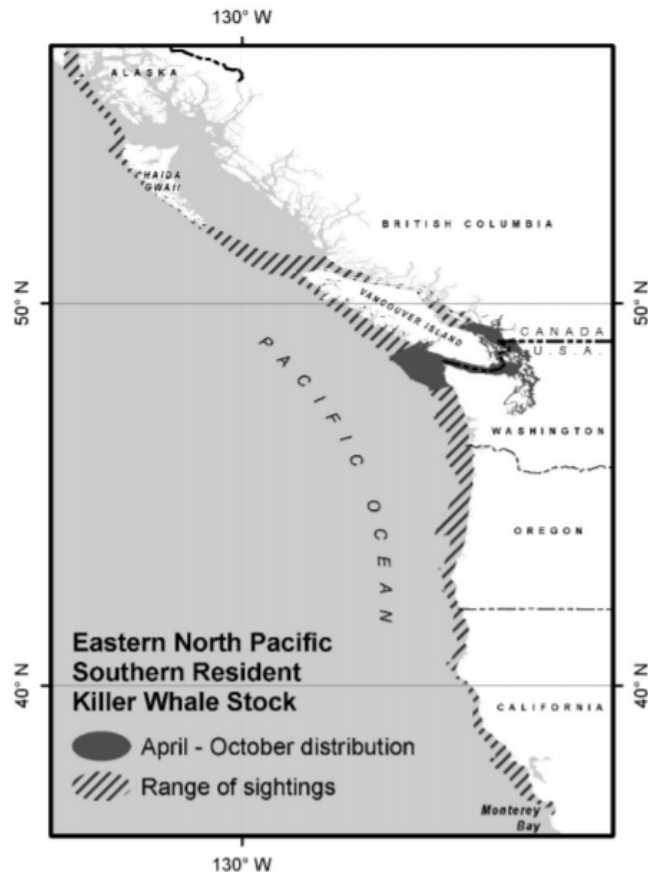 130° W
ALASKA
HAIDA
GWAII
BRITISH COLUMBIA
50° N
50° N
VANCOUVER ISLAND
CANADA
U.S.A.
PACIFIC OCEAN
WASHINGTON
OREGON
Eastern North Pacific
Southern Resident
Killer Whale Stock
40° N
40° N
CALIFORNIA
April - October distribution
Range of sightings
Monterey
Bay
130° W